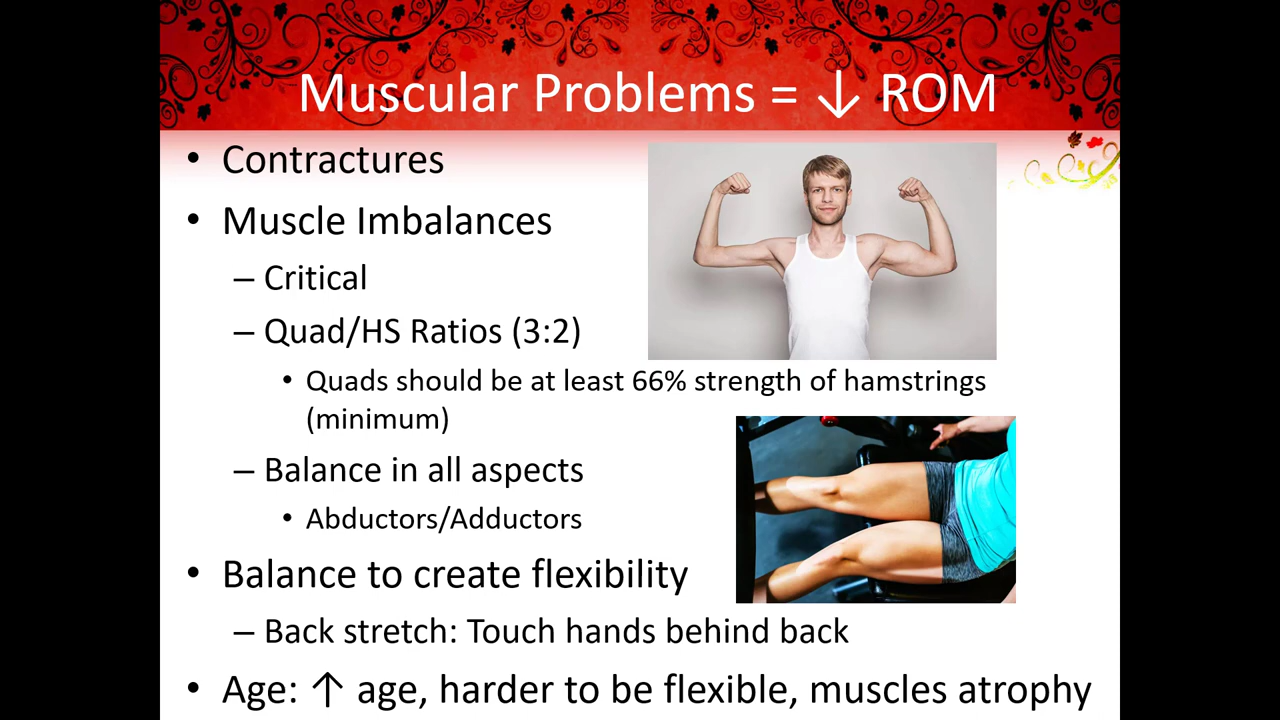 Muscular Problems = ↓ ROM
• Contractures
• Muscle Imbalances
– Critical
– Quad/HS Ratios (3:2)
• Quads should be at least 66% strength of hamstrings
(minimum)
– Balance in all aspects
• Abductors/Adductors
• Balance to create flexibility
– Back stretch: Touch hands behind back
• Age: ↑ age, harder to be flexible, muscles atrophy